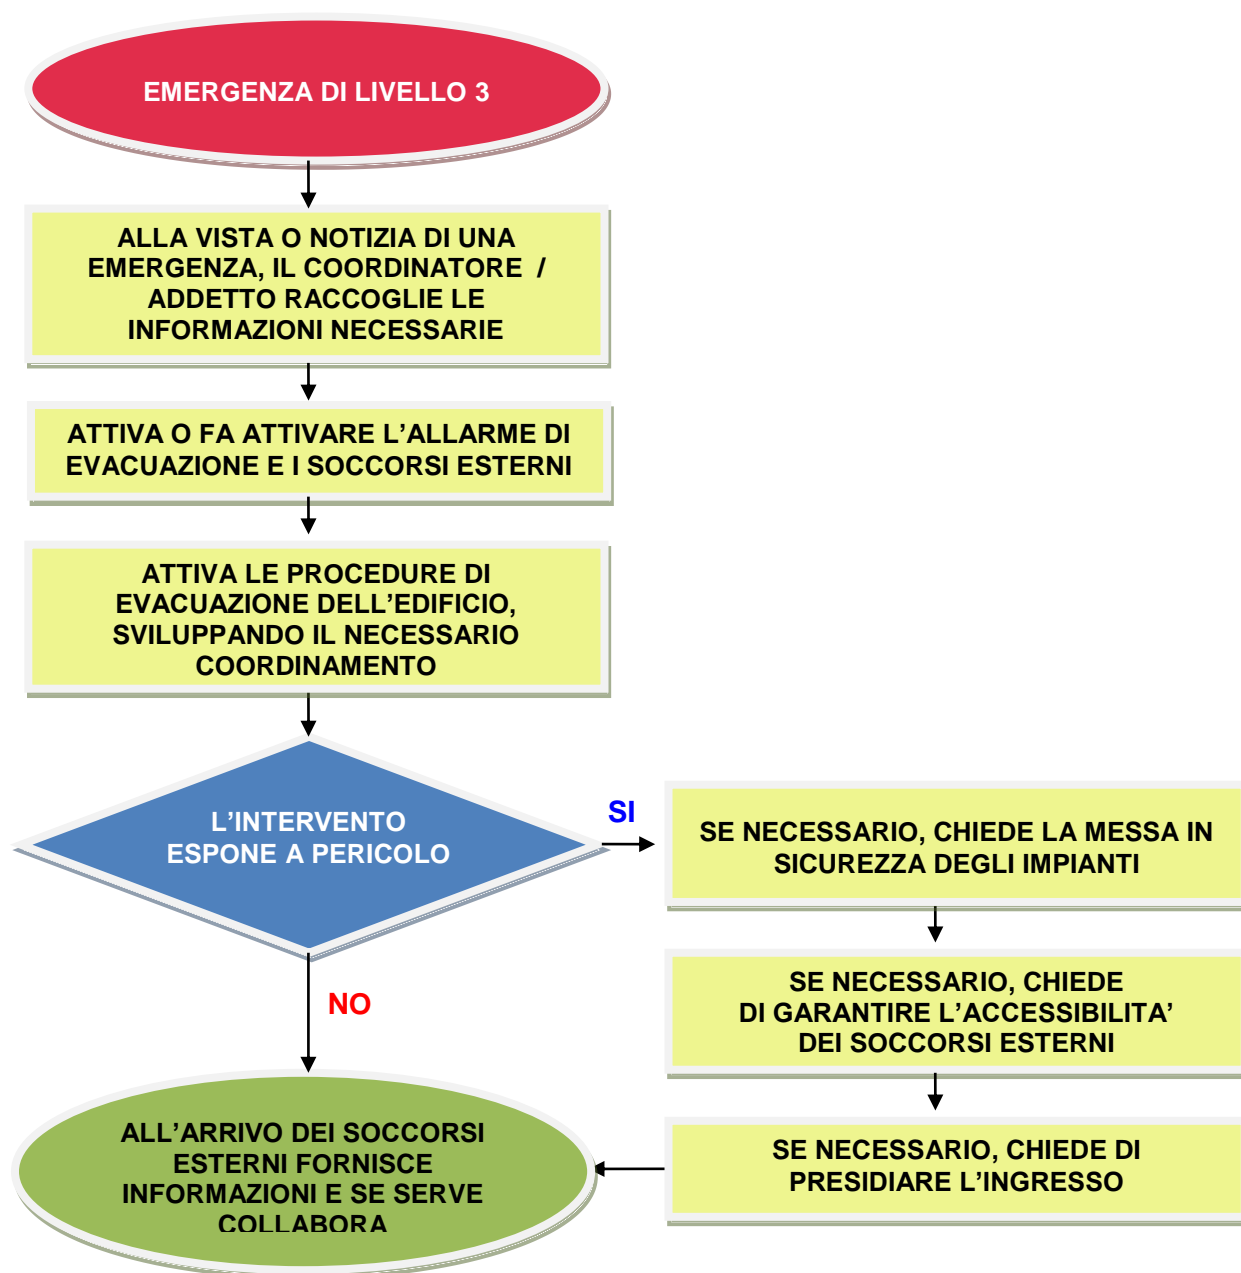 EMERGENZA DI LIVELLO 3
ALLA VISTA O NOTIZIA DI UNA
EMERGENZA, IL COORDINATORE /
ADDETTO RACCOGLIE LE
INFORMAZIONI NECESSARIE
ATTIVA O FA ATTIVARE L’ALLARME DI
EVACUAZIONE E I SOCCORSI ESTERNI
ATTIVA LE PROCEDURE DI
EVACUAZIONE DELL’EDIFICIO,
SVILUPPANDO IL NECESSARIO
COORDINAMENTO
L’INTERVENTO
ESPONE A PERICOLO
SI
SE NECESSARIO, CHIEDE LA MESSA IN
SICUREZZA DEGLI IMPIANTI
SE NECESSARIO, CHIEDE
DI GARANTIRE L’ACCESSIBILITA’
DEI SOCCORSI ESTERNI
SE NECESSARIO, CHIEDE DI
PRESIDIARE L’INGRESSO
NO
ALL’ARRIVO DEI SOCCORSI
ESTERNI FORNISCE
INFORMAZIONI E SE SERVE
COLLABORA